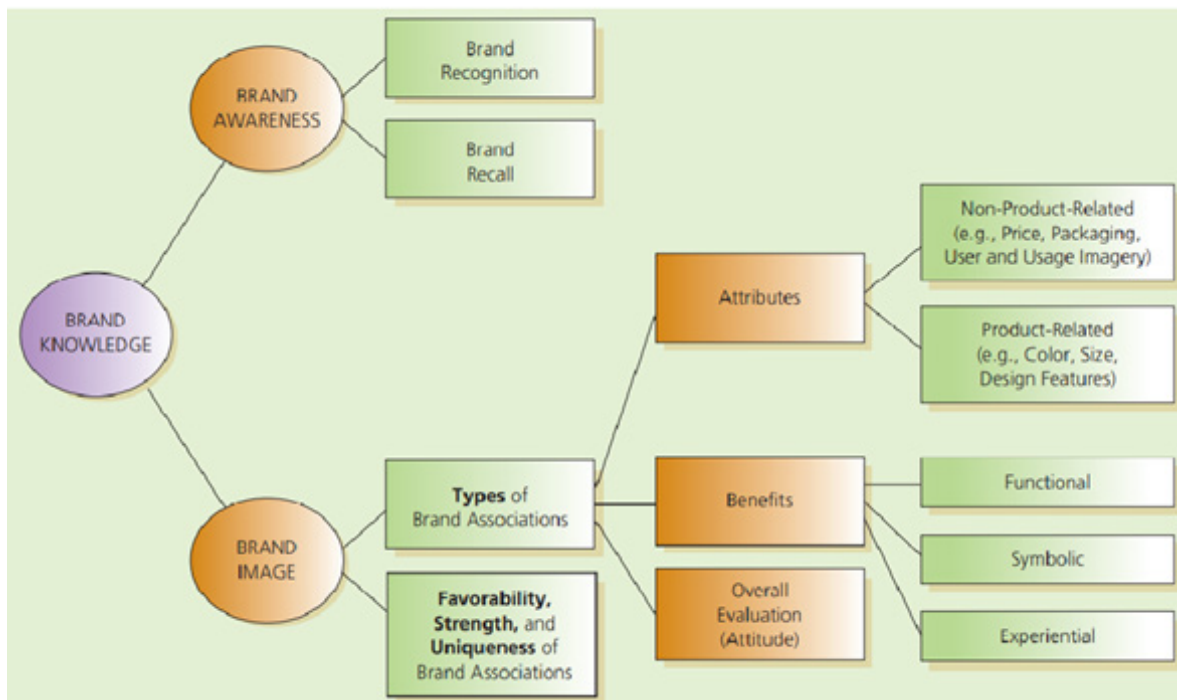 BRAND
AWARENESS
Brand
Recognition
Brand
Recall
BRAND
KNOWLEDGE
BRAND
IMAGE
Types of
Brand Associations
Favorability,
Strength, and
Uniqueness of
Brand Associations
Attributes
Non-Product-Related
(e.g., Price, Packaging,
User and Usage Imagery)
Product-Related
(e.g., Color, Size,
Design Features)
Benefits
Functional
Symbolic
Experiential
Overall
Evaluation
(Attitude)